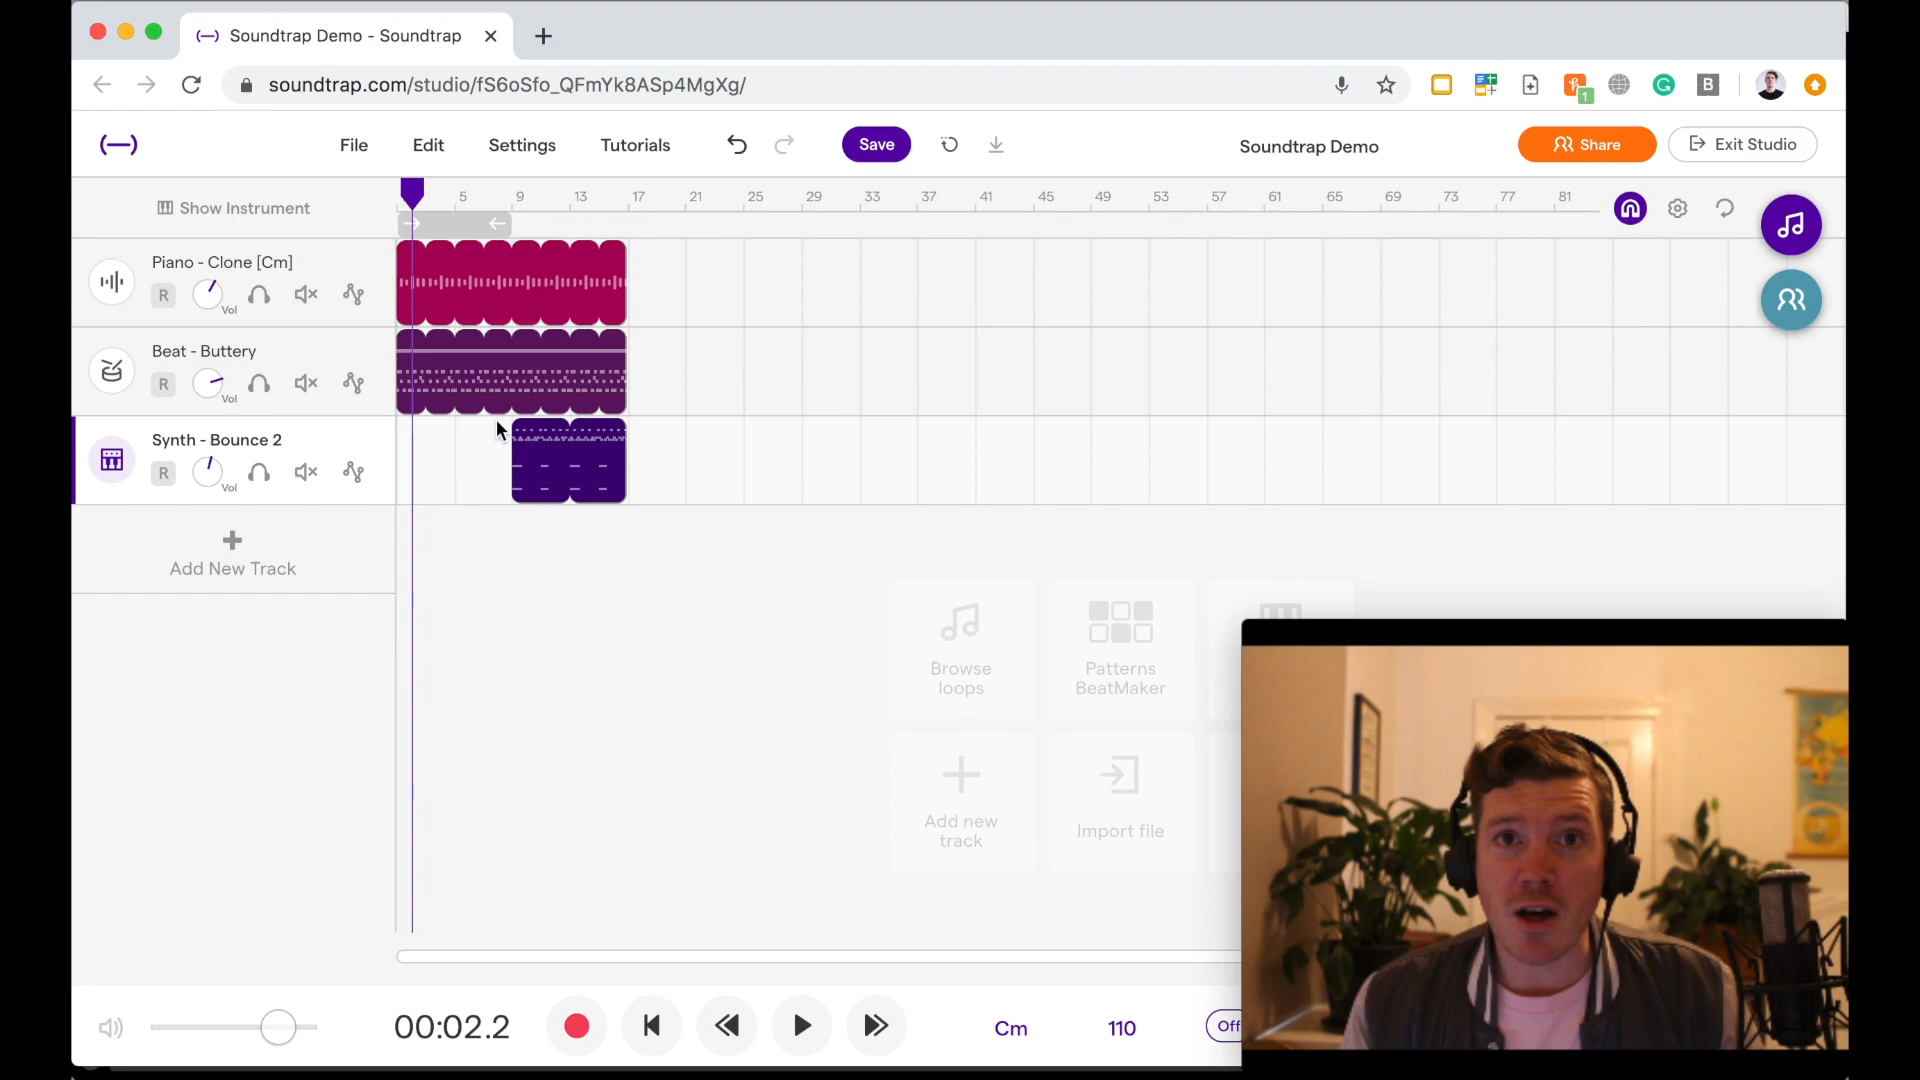 Soundtrap Demo - Soundtrap
soundtrap.com/studio/fS6oSfo_QFmYk8ASp4MgXg/
1
B
File
Edit
Settings
Tutorials
Save
Soundtrap Demo
Share
Exit Studio
Show Instrument
5 9 13 17 21 25 29 33 37 41 45 49 53 57 61 65 69 73 77 81
Piano - Clone [Cm]
R
Vol
Beat - Buttery
R
Vol
Synth - Bounce 2
R
Vol
Add New Track
Browse
loops
Patterns
BeatMaker
Add new
track
Import file
00:02.2
Cm
110
Off